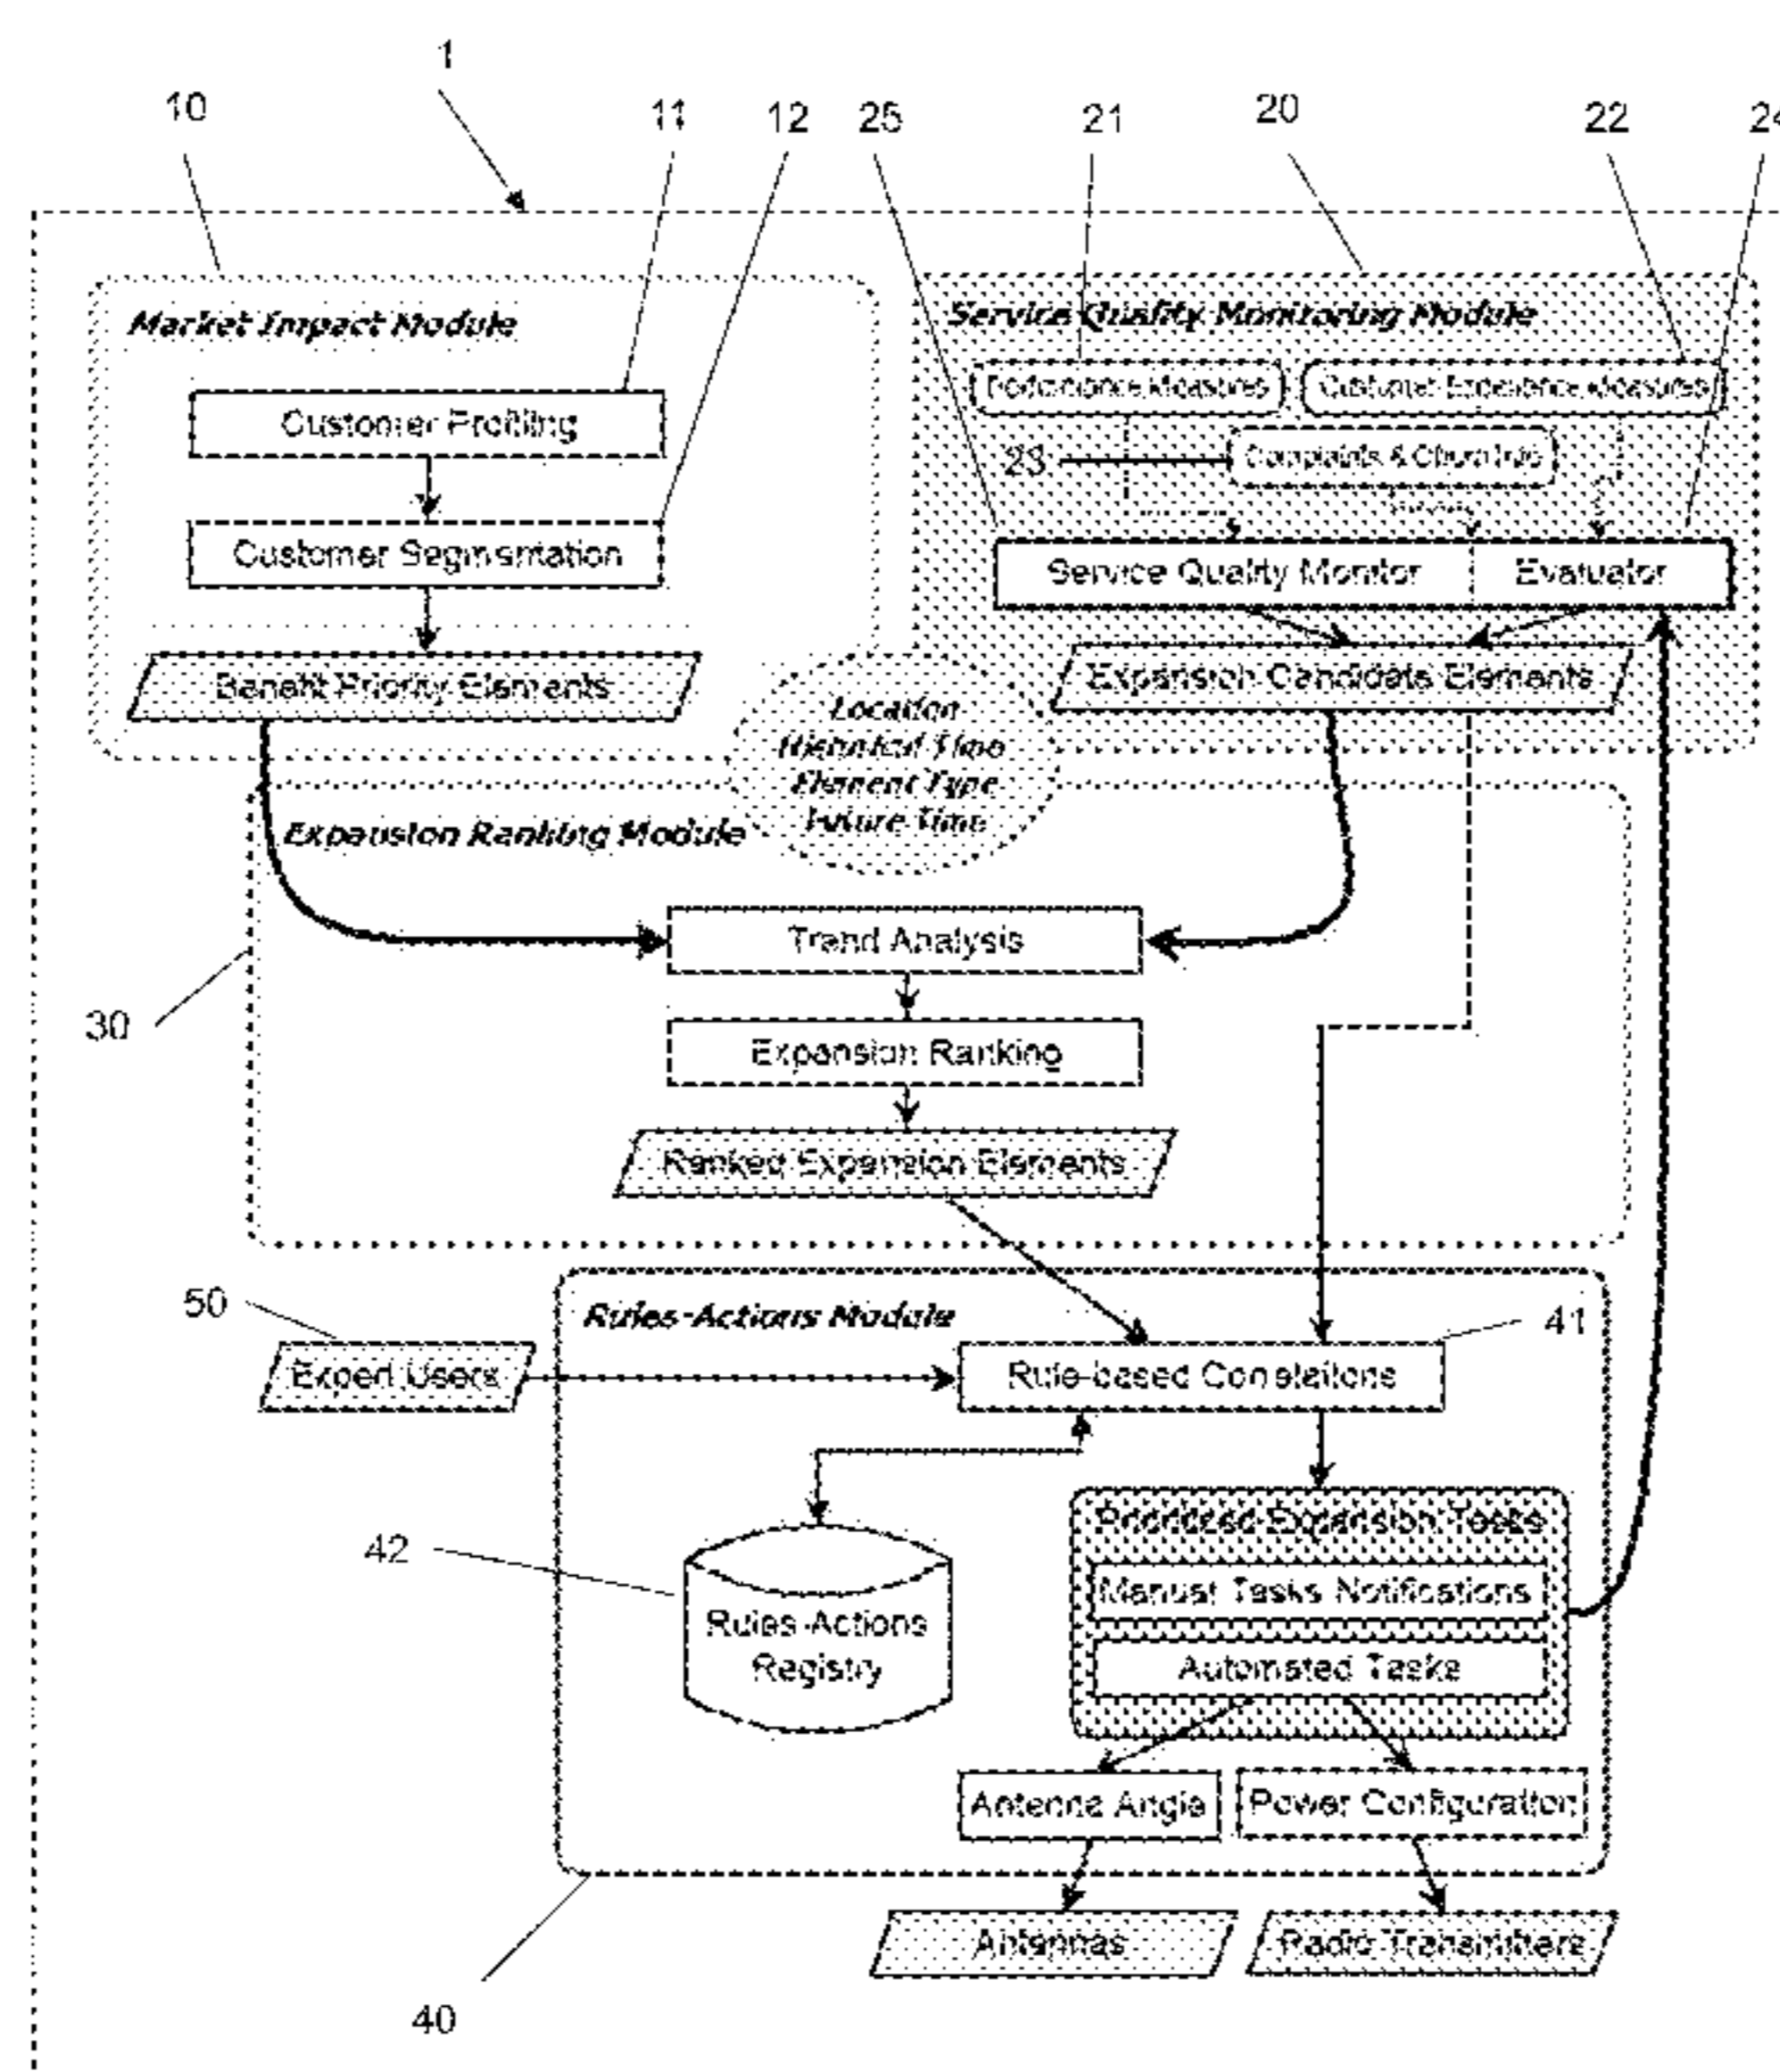 1
10
11
12
25
21
20
22
24
Market Impact Module
Service Quality Monitoring Module
Customer Profiling
Performance Measures
Customer Experience Measures
23
Complaints & Churn Info
Customer Segmentation
Service Quality Monitor
Evaluator
Benefit Priority Elements
Expansion Candidate Elements
Location
Historical Time
Element Type
Future Time
Expansion Ranking Module
Trend Analysis
30
Expansion Ranking
Ranked Expansion Elements
50
Rules-Actions Module
41
Expert Users
Rule-based Correlations
42
Prioritized Expansion Tasks
Manual Tasks Notifications
Rules-Actions
Registry
Automated Tasks
Antenna Angle
Power Configuration
Antennas
Radio Transmitters
40